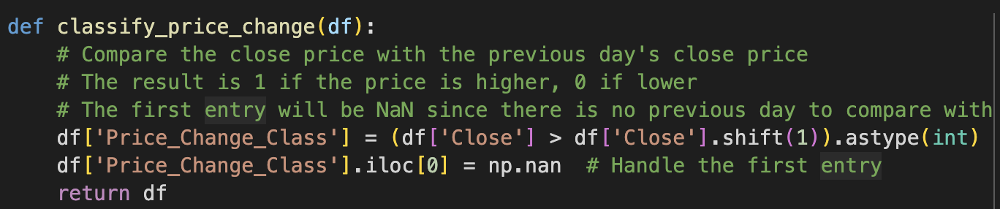 def classify_price_change(df):
    # Compare the close price with the previous day's close price
    # The result is 1 if the price is higher, 0 if lower
    # The first entry will be NaN since there is no previous day to compare with
    df['Price_Change_Class'] = (df['Close'] > df['Close'].shift(1)).astype(int)
    df['Price_Change_Class'].iloc[0] = np.nan  # Handle the first entry
    return df